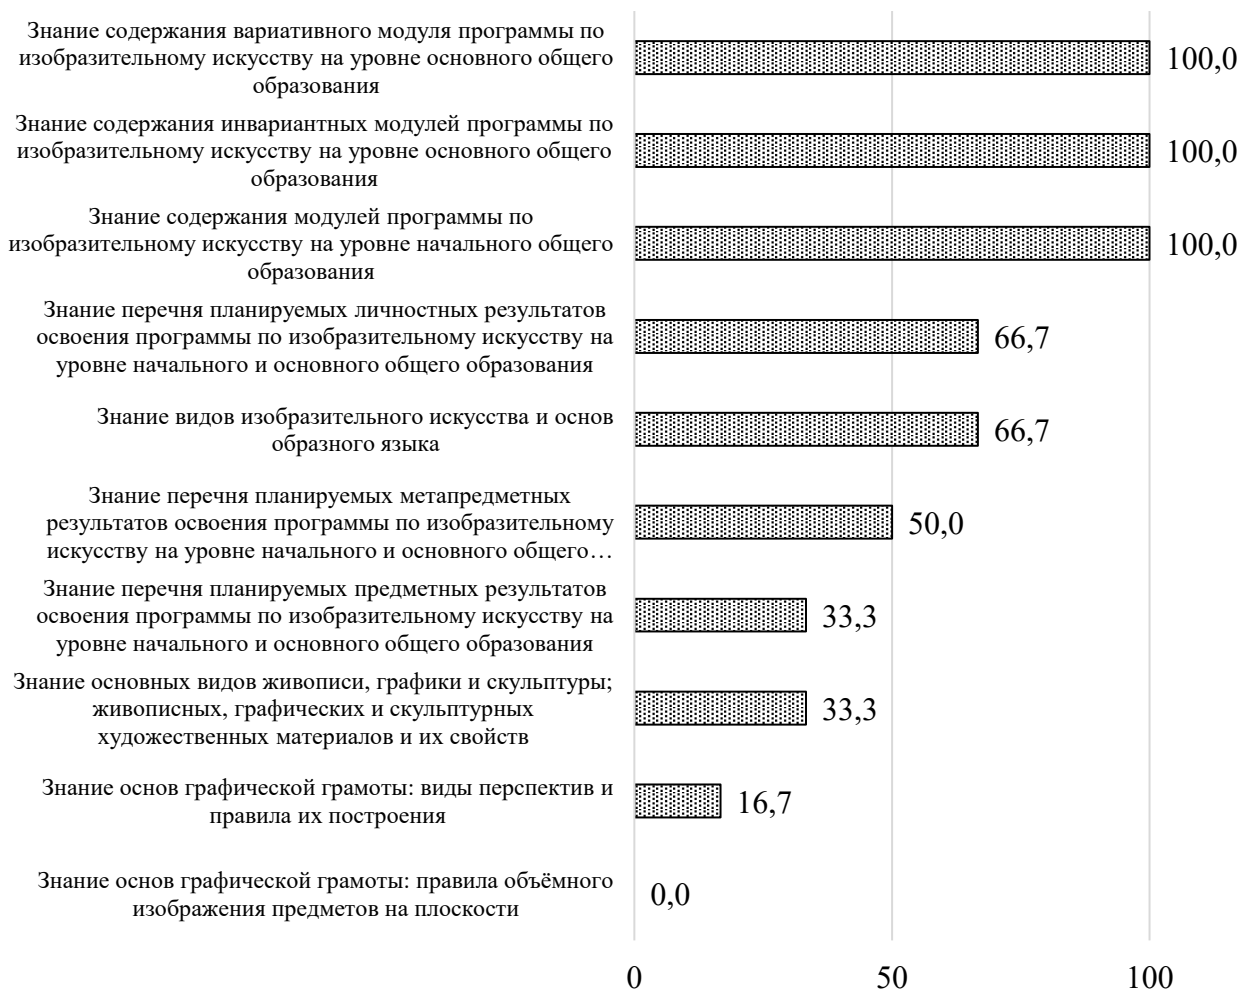 Знание содержания вариативного модуля программы по
изобразительному искусству на уровне основного общего
образования
100,0
Знание содержания инвариантных модулей программы по
изобразительному искусству на уровне основного общего
образования
100,0
Знание содержания модулей программы по
изобразительному искусству на уровне начального общего
образования
100,0
Знание перечня планируемых личностных результатов
освоения программы по изобразительному искусству на
уровне начального и основного общего образования
66,7
Знание видов изобразительного искусства и основ
образного языка
66,7
Знание перечня планируемых метапредметных
результатов освоения программы по изобразительному
искусству на уровне начального и основного общего…
50,0
Знание перечня планируемых предметных результатов
освоения программы по изобразительному искусству на
уровне начального и основного общего образования
33,3
Знание основных видов живописи, графики и скульптуры;
живописных, графических и скульптурных
художественных материалов и их свойств
33,3
Знание основ графической грамоты: виды перспектив и
правила их построения
16,7
Знание основ графической грамоты: правила объёмного
изображения предметов на плоскости
0,0
0 50 100